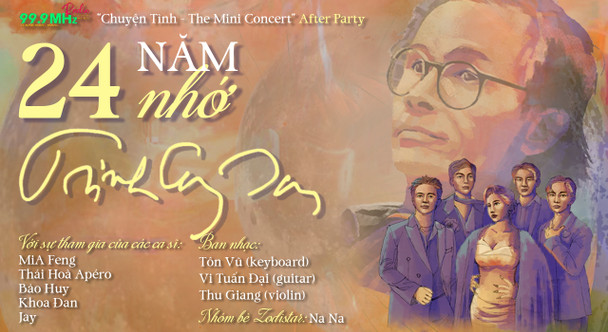 99.9MHz
"Chuyện Tình - The Mini Concert" After Party
24 NĂM
nhớ
Trịnh Công Sơn
Với sự tham gia của các ca sĩ:
MiA Feng
Thái Hoà Apéro
Bảo Huy
Khoa Đan
Jay
Ban nhạc:
Tôn Vũ (keyboard)
Vi Tuấn Đạl (guitar)
Thu Giang (violin)
Nhóm bè Zodistar: Na Na